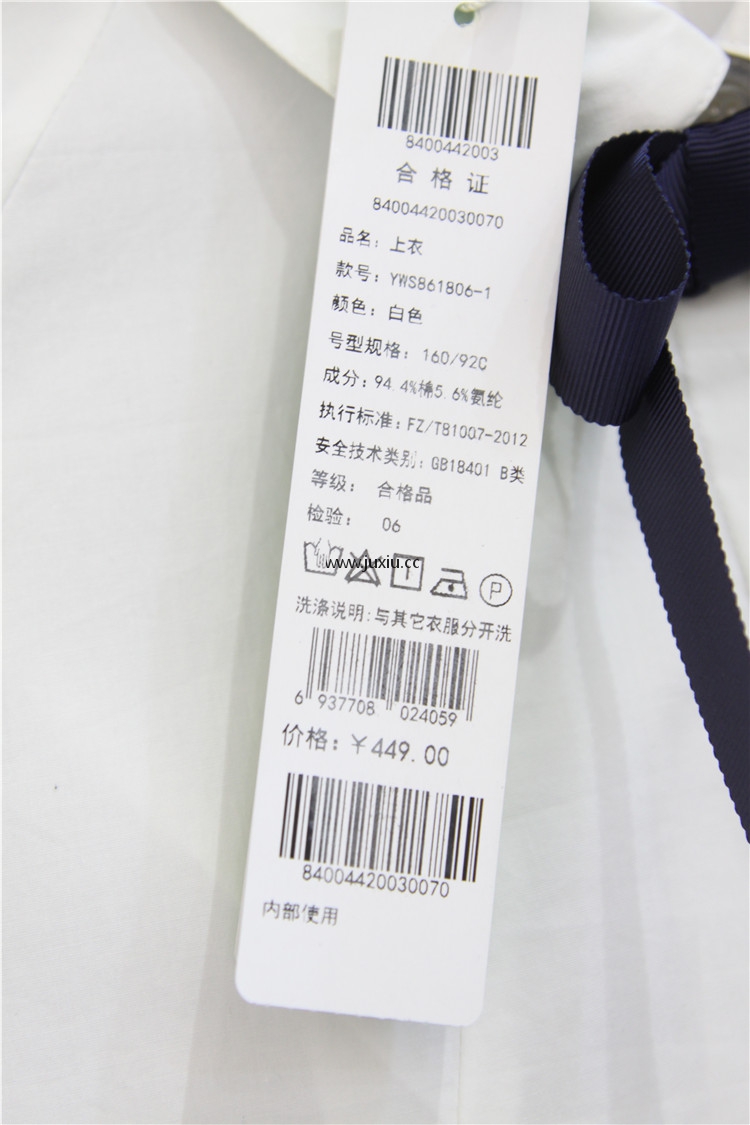 8400442003
合格证
84004420030070
品名：上衣
款号：YWS861806-1
颜色：白色
号型规格：160/92C
成分：94.4%棉5.6%氨纶
执行标准：FZ/T81007-2012
安全技术类别：GB18401 B类
等级： 合格品
检验： 06
www.juxiu.cc
P
洗涤说明:与其它衣服分开洗
6 937708 024059
价格：￥449.00
84004420030070
内部使用